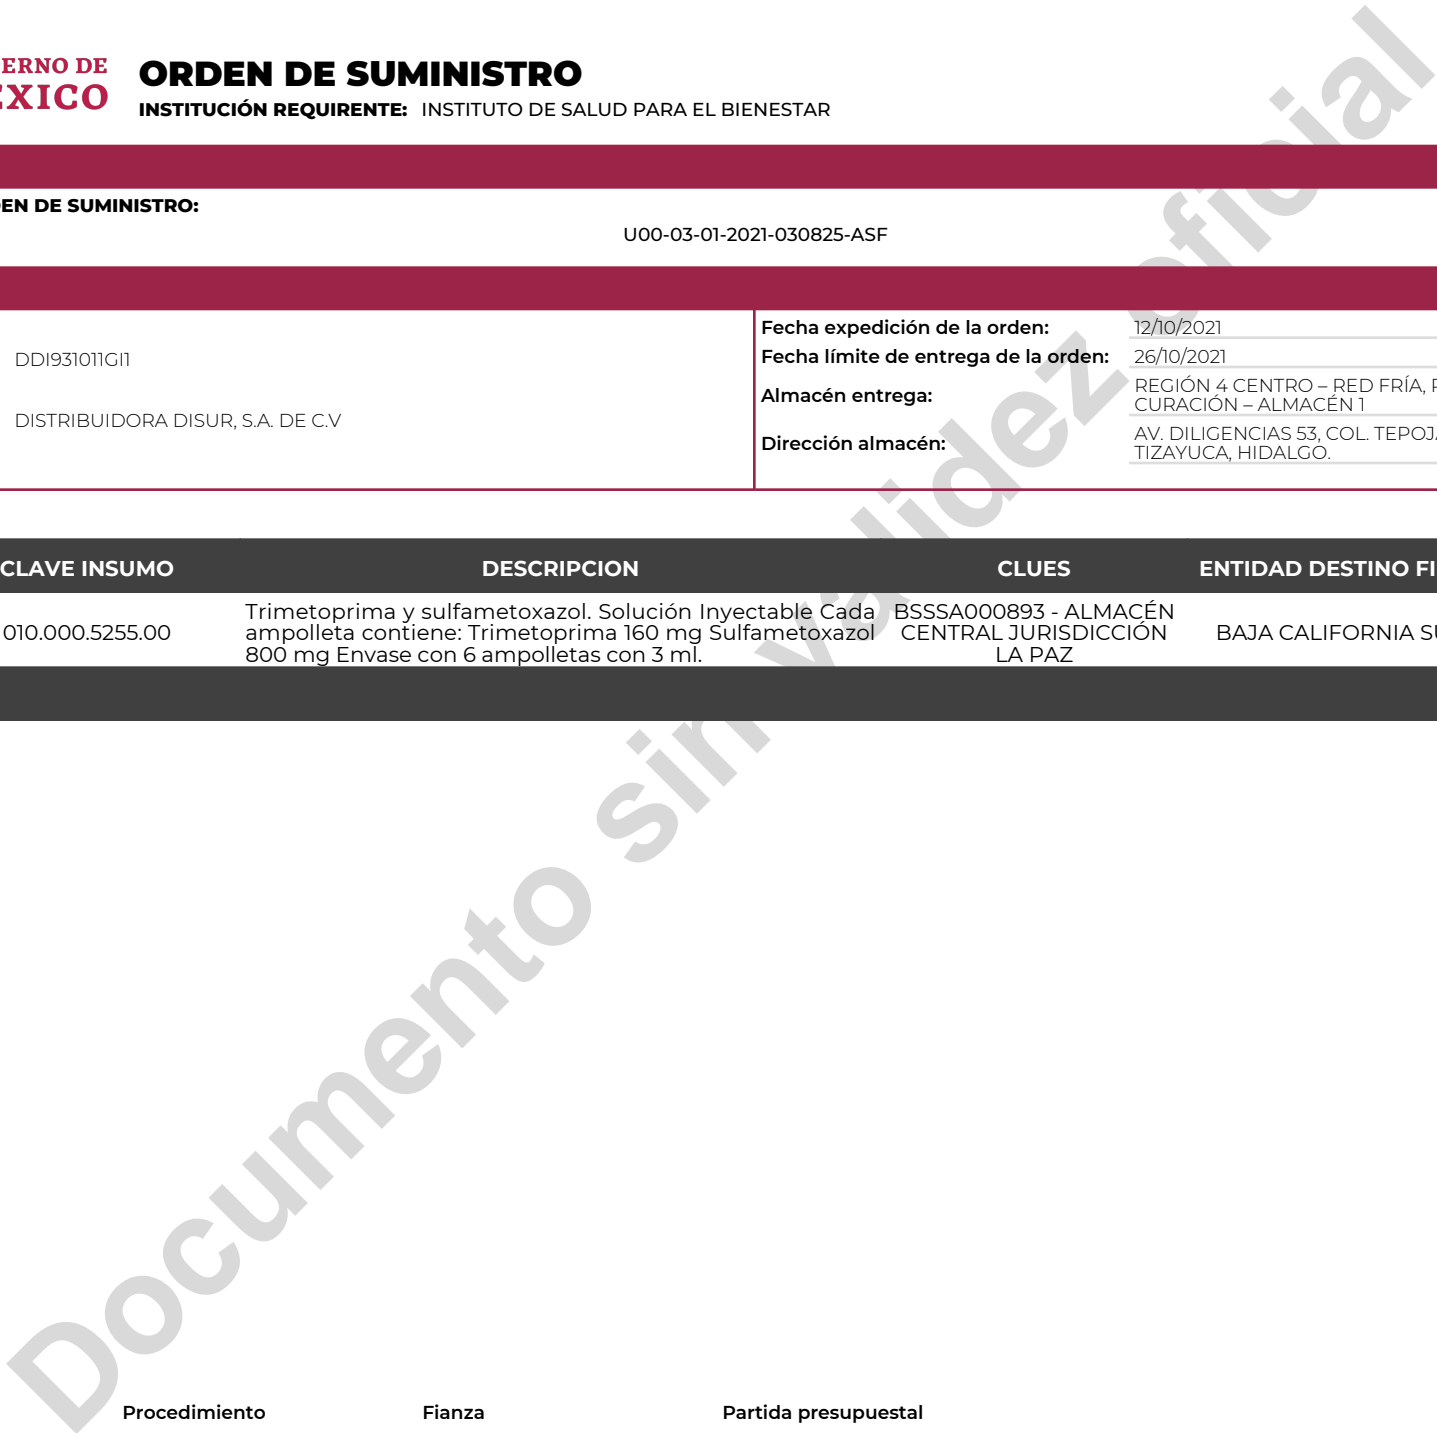 ERNO DE
ORDEN DE SUMINISTRO
XICO
INSTITUCIÓN REQUIRENTE: INSTITUTO DE SALUD PARA EL BIENESTAR
EN DE SUMINISTRO:
U00-03-01-2021-030825-ASF
DDI931011GI1
DISTRIBUIDORA DISUR, S.A. DE C.V
Fecha expedición de la orden: 12/10/2021
Fecha límite de entrega de la orden: 26/10/2021
Almacén entrega: REGIÓN 4 CENTRO – RED FRÍA,
CURACIÓN – ALMACÉN 1
Dirección almacén: AV. DILIGENCIAS 53, COL. TEPOJ
TIZAYUCA, HIDALGO.
CLAVE INSUMO DESCRIPCION CLUES ENTIDAD DESTINO FI
010.000.5255.00
Trimetoprima y sulfametoxazol. Solución Inyectable Cada
ampolleta contiene: Trimetoprima 160 mg Sulfametoxazol
800 mg Envase con 6 ampolletas con 3 ml.
BSSSA000893 - ALMACÉN
CENTRAL JURISDICCIÓN
LA PAZ
BAJA CALIFORNIA S
Documento sin validez oficial
Procedimiento Fianza Partida presupuestal